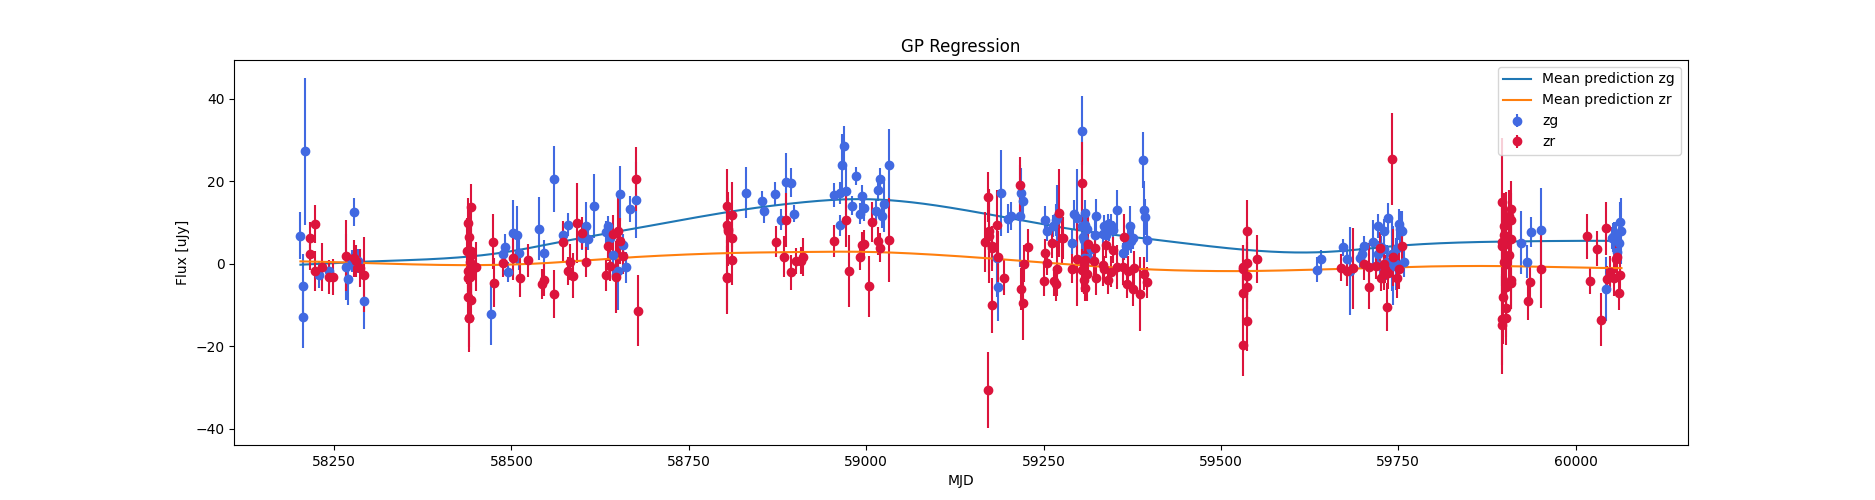 GP Regression
Mean prediction zg
Mean prediction zr
zg
zr
40
20
0
−20
−40
Flux [uJy]
58250
58500
58750
59000
59250
59500
59750
60000
MJD